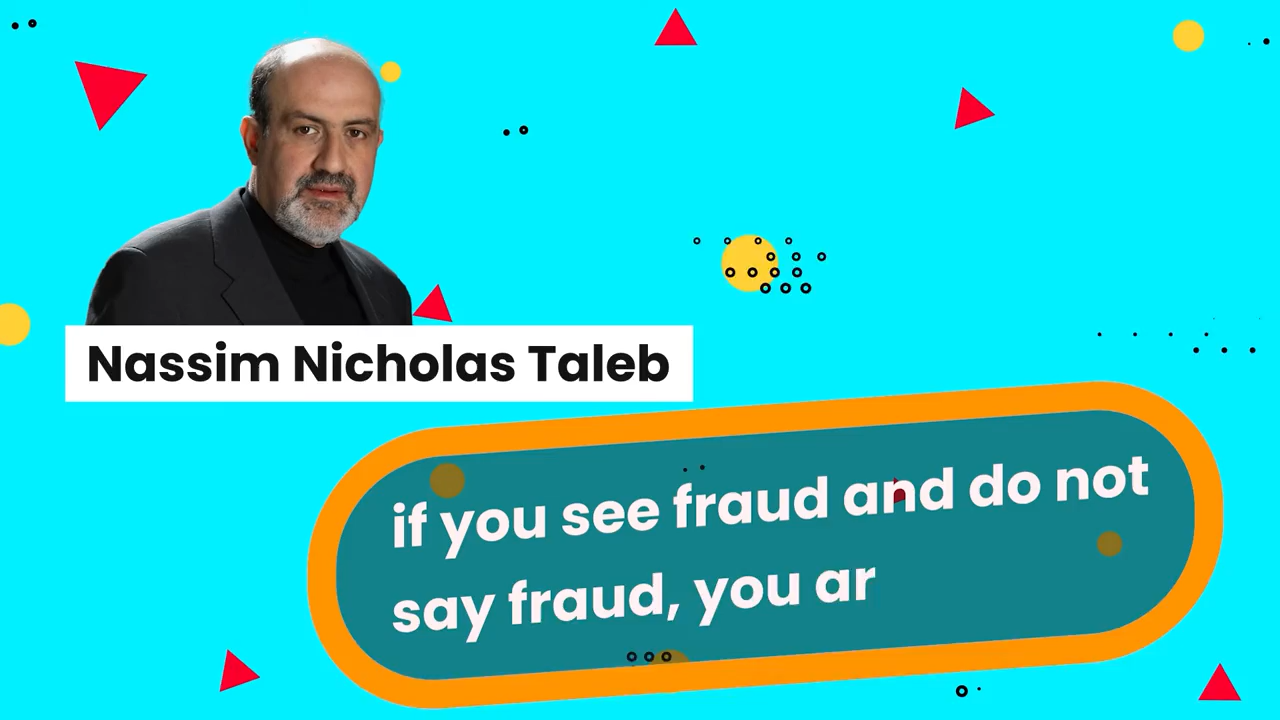 Nassim Nicholas Taleb
if you see fraud and do not
say fraud, you ar